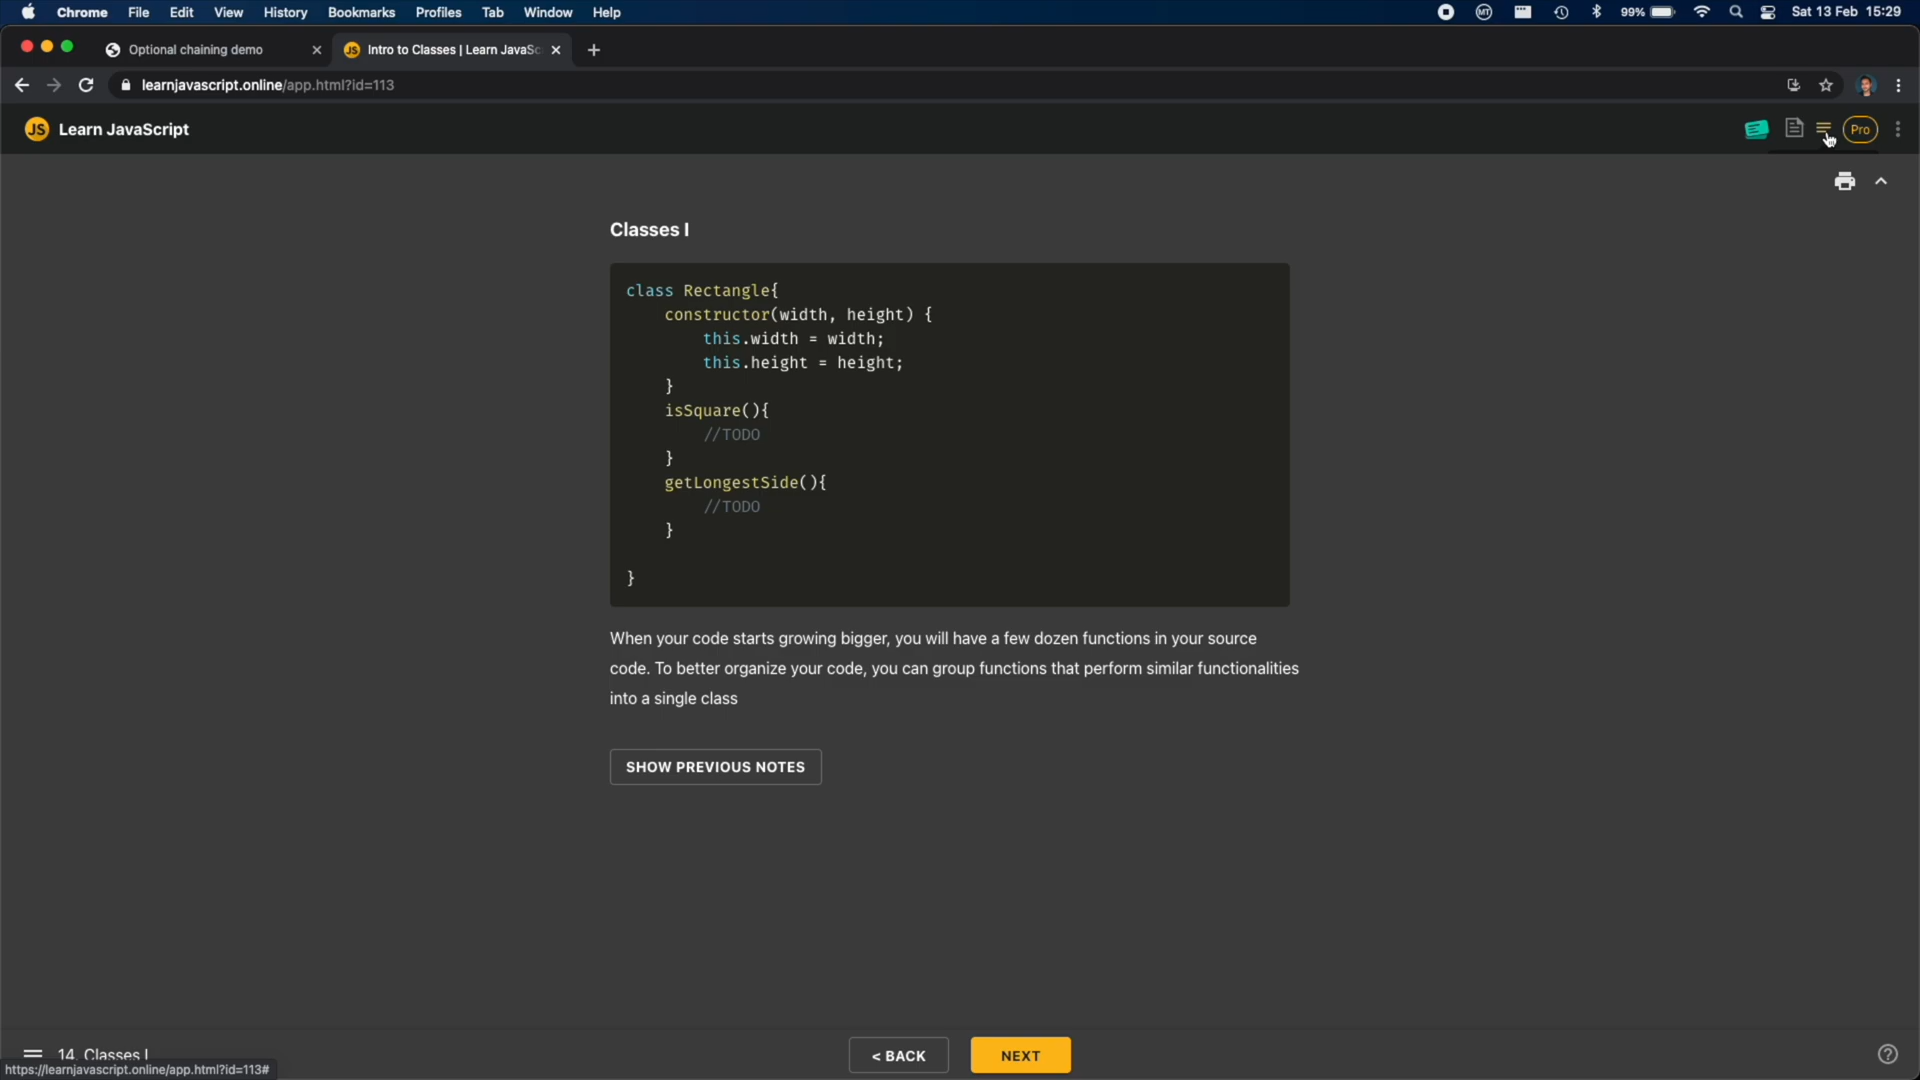 Chrome File Edit View History Bookmarks Profiles Tab Window Help MT 99% Sat 13 Feb 15:29
Optional chaining demo JS Intro to Classes | Learn JavaSc
learnjavascript.online/app.html?id=113
JS Learn JavaScript Pro
Classes I
class Rectangle{
    constructor(width, height) {
        this.width = width;
        this.height = height;
    }
    isSquare(){
        //TODO
    }
    getLongestSide(){
        //TODO
    }
}
When your code starts growing bigger, you will have a few dozen functions in your source
code. To better organize your code, you can group functions that perform similar functionalities
into a single class
SHOW PREVIOUS NOTES
14. Classes I < BACK NEXT
https://learnjavascript.online/app.html?id=113#